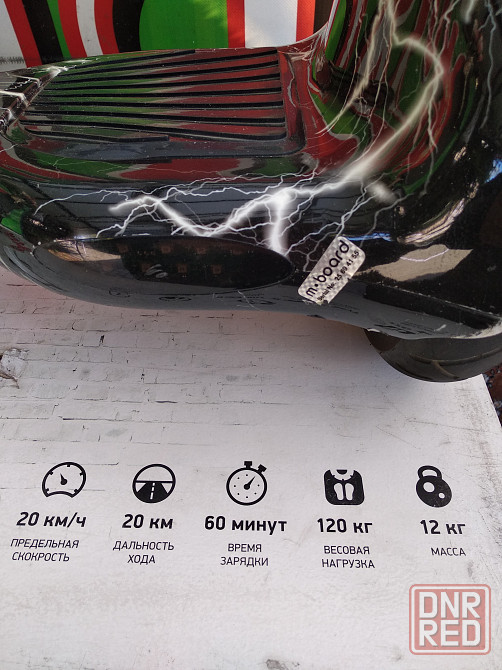 m·board
20 км/ч
20 км
60 минут
120 кг
12 кг
ПРЕДЕЛЬНАЯ
СКОКРОСТЬ
ДАЛЬНОСТЬ
ХОДА
ВРЕМЯ
ЗАРЯДКИ
ВЕСОВАЯ
НАГРУЗКА
МАССА
DNR
RED